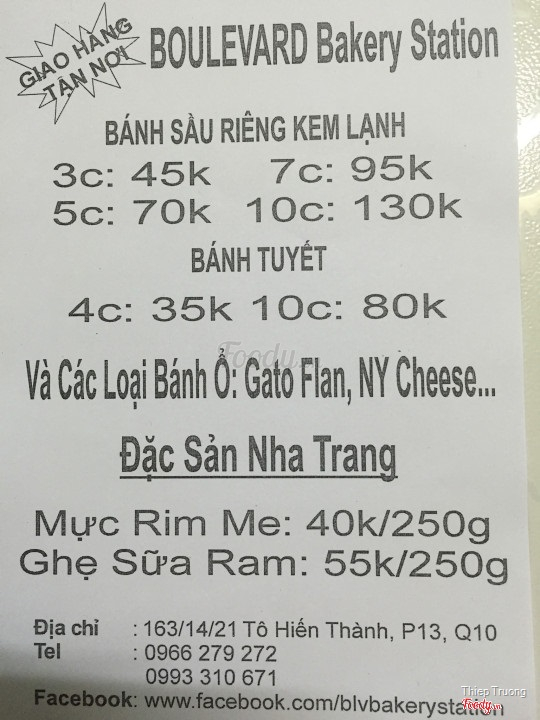 GIAO HÀNG
TẬN NƠI
BOULEVARD Bakery Station
BÁNH SẦU RIÊNG KEM LẠNH
3c: 45k 7c: 95k
5c: 70k 10c: 130k
BÁNH TUYẾT
4c: 35k 10c: 80k
Foody.vn
Và Các Loại Bánh Ổ: Gato Flan, NY Cheese...
Đặc Sản Nha Trang
Mực Rim Me: 40k/250g
Ghẹ Sữa Ram: 55k/250g
Địa chỉ : 163/14/21 Tô Hiến Thành, P13, Q10
Tel : 0966 279 272
0993 310 671
Facebook: www.facebook.com/blvbakerystation
Thiep Truong
Foody.vn